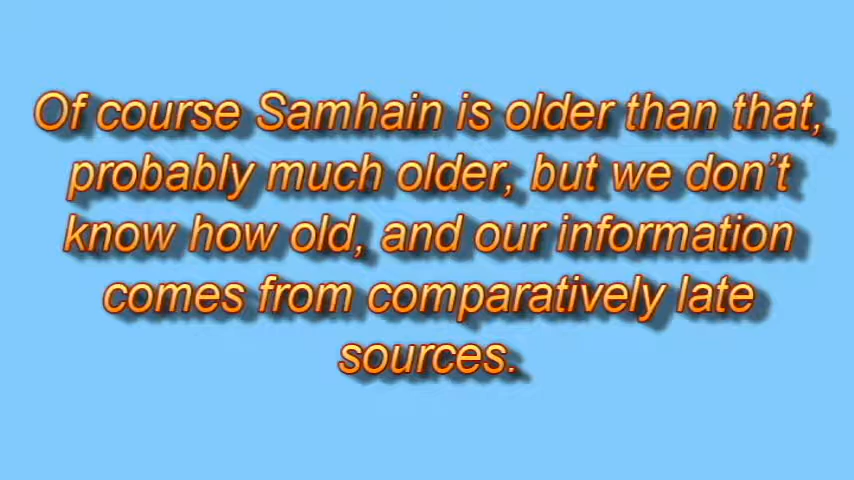 Of course Samhain is older than that,
probably much older, but we don’t
know how old, and our information
comes from comparatively late
sources.